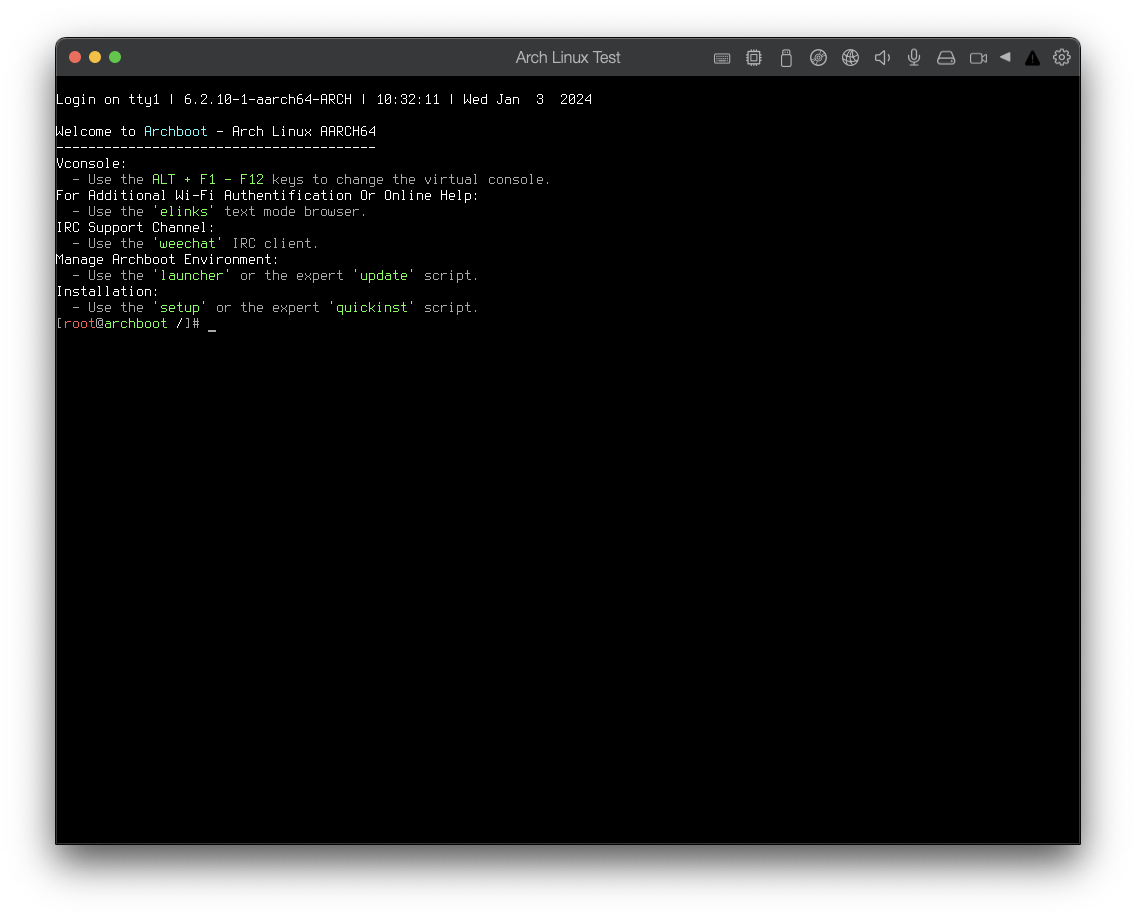 Arch Linux Test
Login on tty1 | 6.2.10-1-aarch64-ARCH | 10:32:11 | Wed Jan  3  2024
Welcome to Archboot - Arch Linux AARCH64
----------------------------------------
Vconsole:
  - Use the ALT + F1 - F12 keys to change the virtual console.
For Additional Wi-Fi Authentification Or Online Help:
  - Use the 'elinks' text mode browser.
IRC Support Channel:
  - Use the 'weechat' IRC client.
Manage Archboot Environment:
  - Use the 'launcher' or the expert 'update' script.
Installation:
  - Use the 'setup' or the expert 'quickinst' script.
[root@archboot /]# _